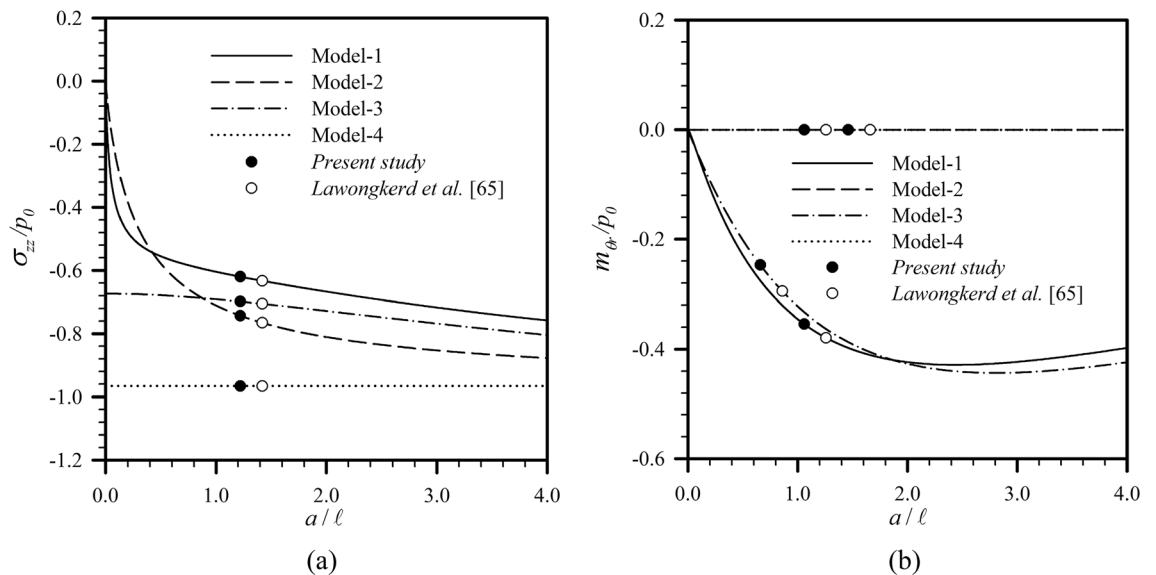 0.2
0.0
-0.2
-0.4
-0.6
-0.8
-1.0
-1.2
σzz/p0
Model-1
Model-2
Model-3
Model-4
Present study
Lawongkerd et al. [65]
0.0 1.0 2.0 3.0 4.0
a / ℓ
(a)
0.2
0.0
-0.2
-0.4
-0.6
mθr/p0
Model-1
Model-2
Model-3
Model-4
Present study
Lawongkerd et al. [65]
0.0 1.0 2.0 3.0 4.0
a / ℓ
(b)